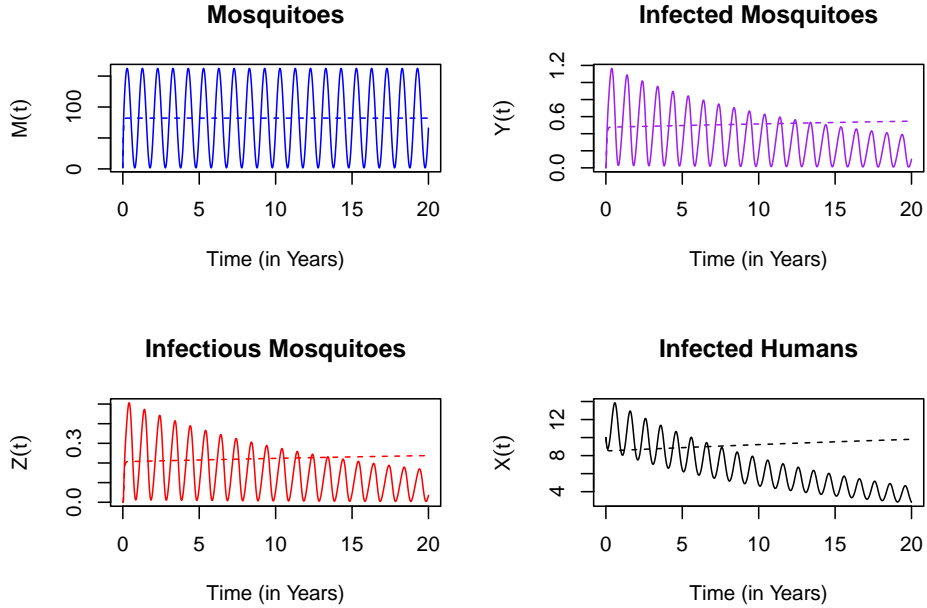 Mosquitoes
M(t)
100
0
0 5 10 15 20
Time (in Years)
Infected Mosquitoes
Y(t)
1.2
0.6
0.0
0 5 10 15 20
Time (in Years)
Infectious Mosquitoes
Z(t)
0.3
0.0
0 5 10 15 20
Time (in Years)
Infected Humans
X(t)
12
8
4
0 5 10 15 20
Time (in Years)